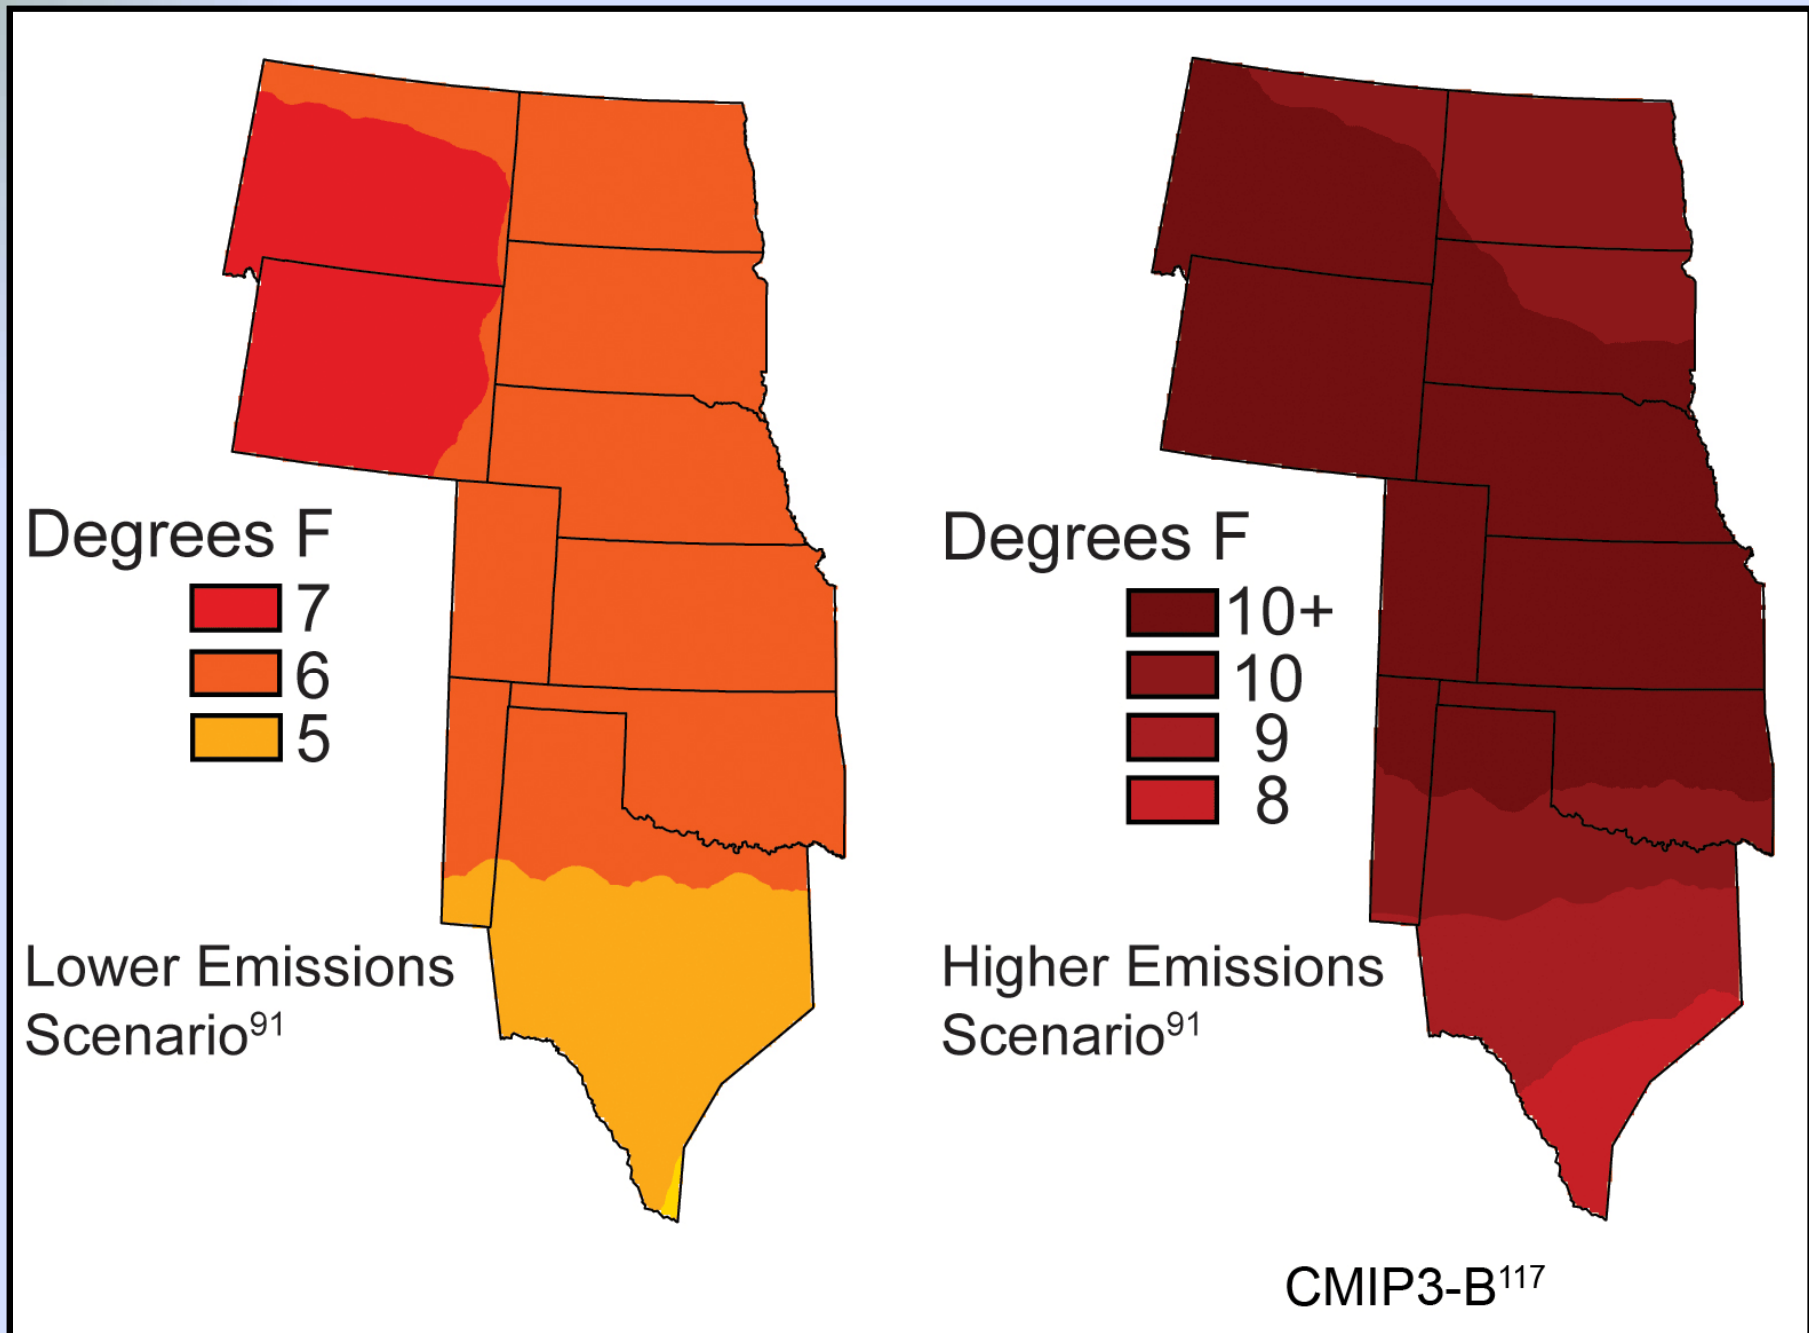 Degrees F
7
6
5
Lower Emissions
Scenario⁹¹
Degrees F
10+
10
9
8
Higher Emissions
Scenario⁹¹
CMIP3-B¹¹⁷